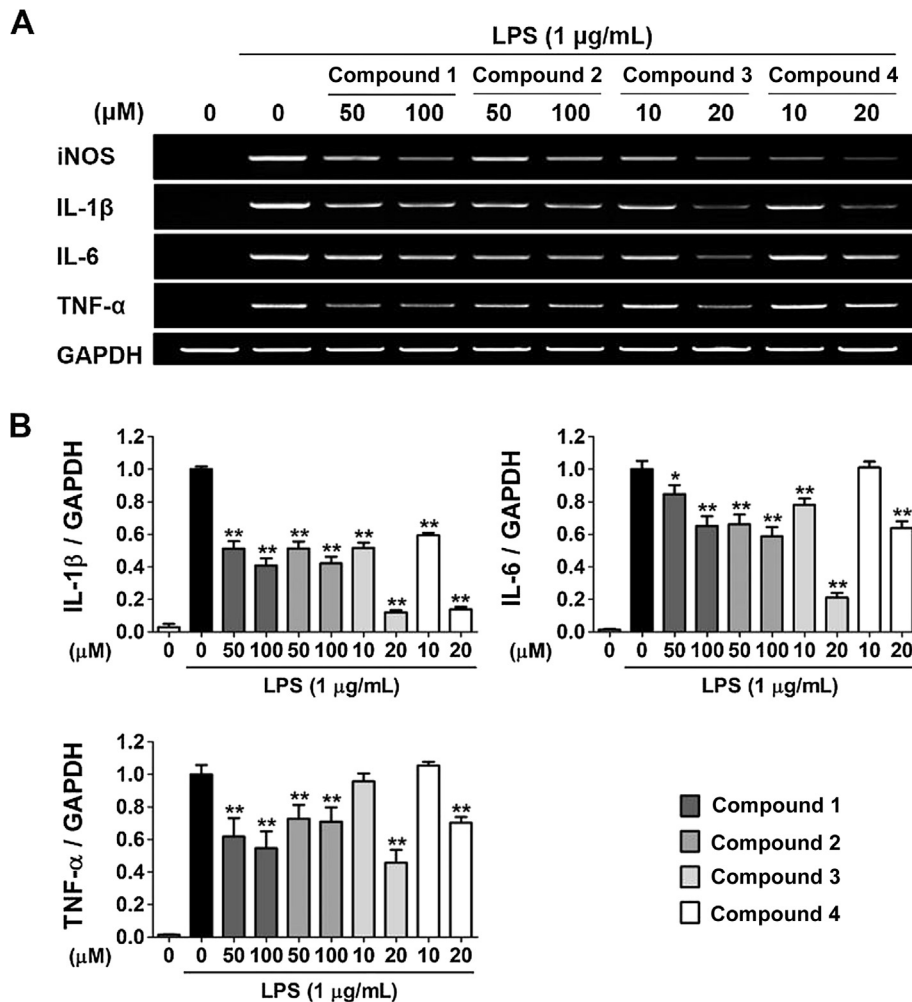 A
LPS (1 µg/mL)
Compound 1 Compound 2 Compound 3 Compound 4
(µM) 0 0 50 100 50 100 10 20 10 20
iNOS
IL-1β
IL-6
TNF-α
GAPDH
B
IL-1β / GAPDH
1.2
1.0
0.8
0.6
0.4
0.2
0.0
** ** ** ** ** ** ** **
(µM) 0 0 50 100 50 100 10 20 10 20
LPS (1 µg/mL)
IL-6 / GAPDH
1.2
1.0
0.8
0.6
0.4
0.2
0.0
* ** ** ** ** ** **
(µM) 0 0 50 100 50 100 10 20 10 20
LPS (1 µg/mL)
TNF-α / GAPDH
1.2
1.0
0.8
0.6
0.4
0.2
0.0
** ** ** ** ** **
(µM) 0 0 50 100 50 100 10 20 10 20
LPS (1 µg/mL)
Compound 1
Compound 2
Compound 3
Compound 4